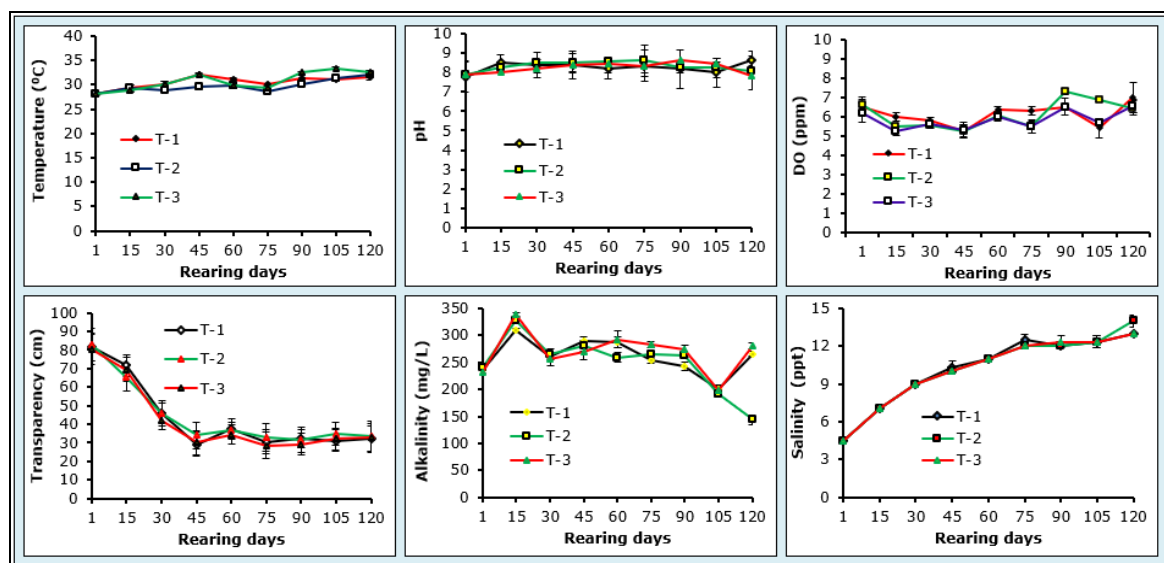 Temperature (ºC)
40
35
30
25
20
15
10
5
0
T-1
T-2
T-3
1 15 30 45 60 75 90 105 120
Rearing days
pH
10
9
8
7
6
5
4
3
2
1
0
T-1
T-2
T-3
1 15 30 45 60 75 90 105 120
Rearing days
DO (ppm)
10
9
8
7
6
5
4
3
2
1
0
T-1
T-2
T-3
1 15 30 45 60 75 90 105 120
Rearing days
Transparency (cm)
100
90
80
70
60
50
40
30
20
10
0
T-1
T-2
T-3
1 15 30 45 60 75 90 105 120
Rearing days
Alkalinity (mg/L)
350
300
250
200
150
100
50
0
T-1
T-2
T-3
1 15 30 45 60 75 90 105 120
Rearing days
Salinity (ppt)
15
12
9
6
3
0
T-1
T-2
T-3
1 15 30 45 60 75 90 105 120
Rearing days